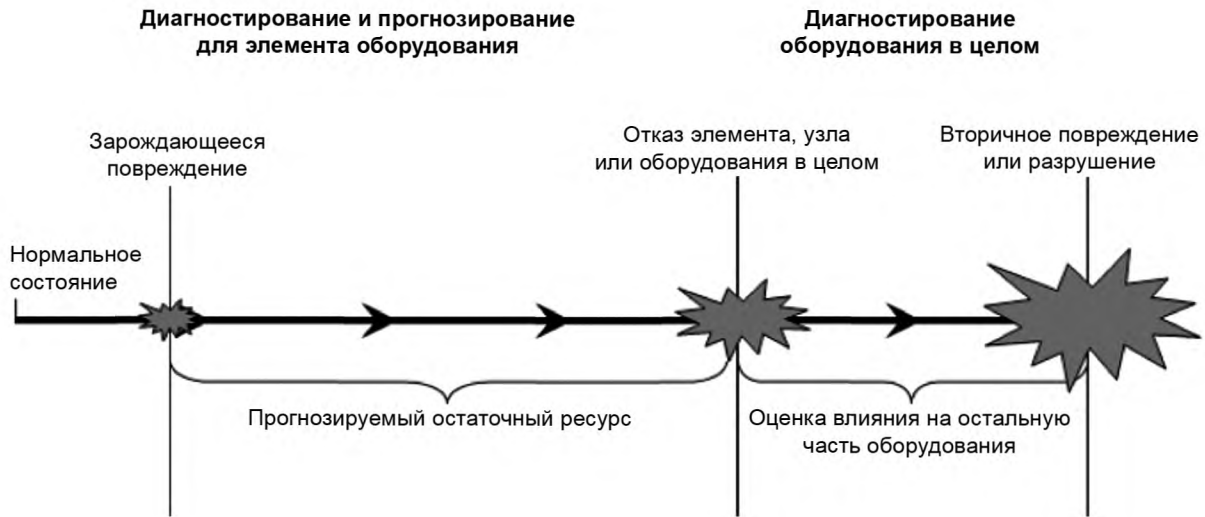 Диагностирование и прогнозирование
для элемента оборудования
Диагностирование
оборудования в целом
Зарождающееся
повреждение
Отказ элемента, узла
или оборудования в целом
Вторичное повреждение
или разрушение
Нормальное
состояние
Прогнозируемый остаточный ресурс
Оценка влияния на остальную
часть оборудования